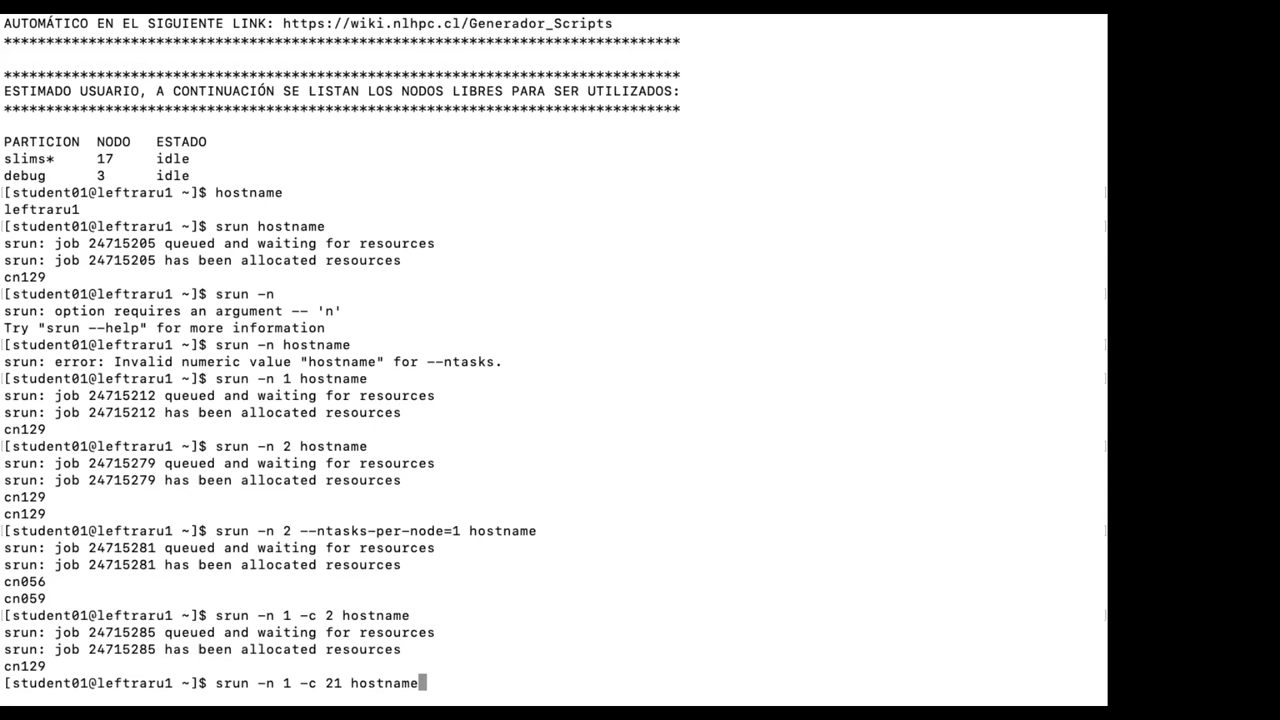 AUTOMÁTICO EN EL SIGUIENTE LINK: https://wiki.nlhpc.cl/Generador_Scripts
********************************************************************************
********************************************************************************
ESTIMADO USUARIO, A CONTINUACIÓN SE LISTAN LOS NODOS LIBRES PARA SER UTILIZADOS:
********************************************************************************
PARTICION  NODO   ESTADO
slims*     17     idle
debug      3      idle
[student01@leftraru1 ~]$ hostname
leftraru1
[student01@leftraru1 ~]$ srun hostname
srun: job 24715205 queued and waiting for resources
srun: job 24715205 has been allocated resources
cn129
[student01@leftraru1 ~]$ srun -n
srun: option requires an argument -- 'n'
Try "srun --help" for more information
[student01@leftraru1 ~]$ srun -n hostname
srun: error: Invalid numeric value "hostname" for --ntasks.
[student01@leftraru1 ~]$ srun -n 1 hostname
srun: job 24715212 queued and waiting for resources
srun: job 24715212 has been allocated resources
cn129
[student01@leftraru1 ~]$ srun -n 2 hostname
srun: job 24715279 queued and waiting for resources
srun: job 24715279 has been allocated resources
cn129
cn129
[student01@leftraru1 ~]$ srun -n 2 --ntasks-per-node=1 hostname
srun: job 24715281 queued and waiting for resources
srun: job 24715281 has been allocated resources
cn056
cn059
[student01@leftraru1 ~]$ srun -n 1 -c 2 hostname
srun: job 24715285 queued and waiting for resources
srun: job 24715285 has been allocated resources
cn129
[student01@leftraru1 ~]$ srun -n 1 -c 21 hostname